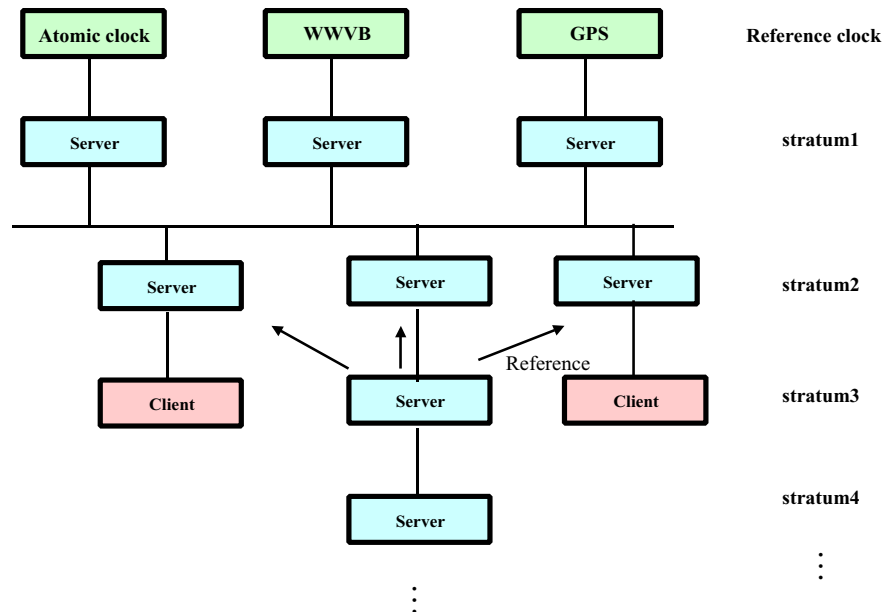 Atomic clock WWVB GPS Reference clock
Server Server Server stratum1
Server Server Server stratum2
Reference
Client Server Client stratum3
Server stratum4
⋮
⋮